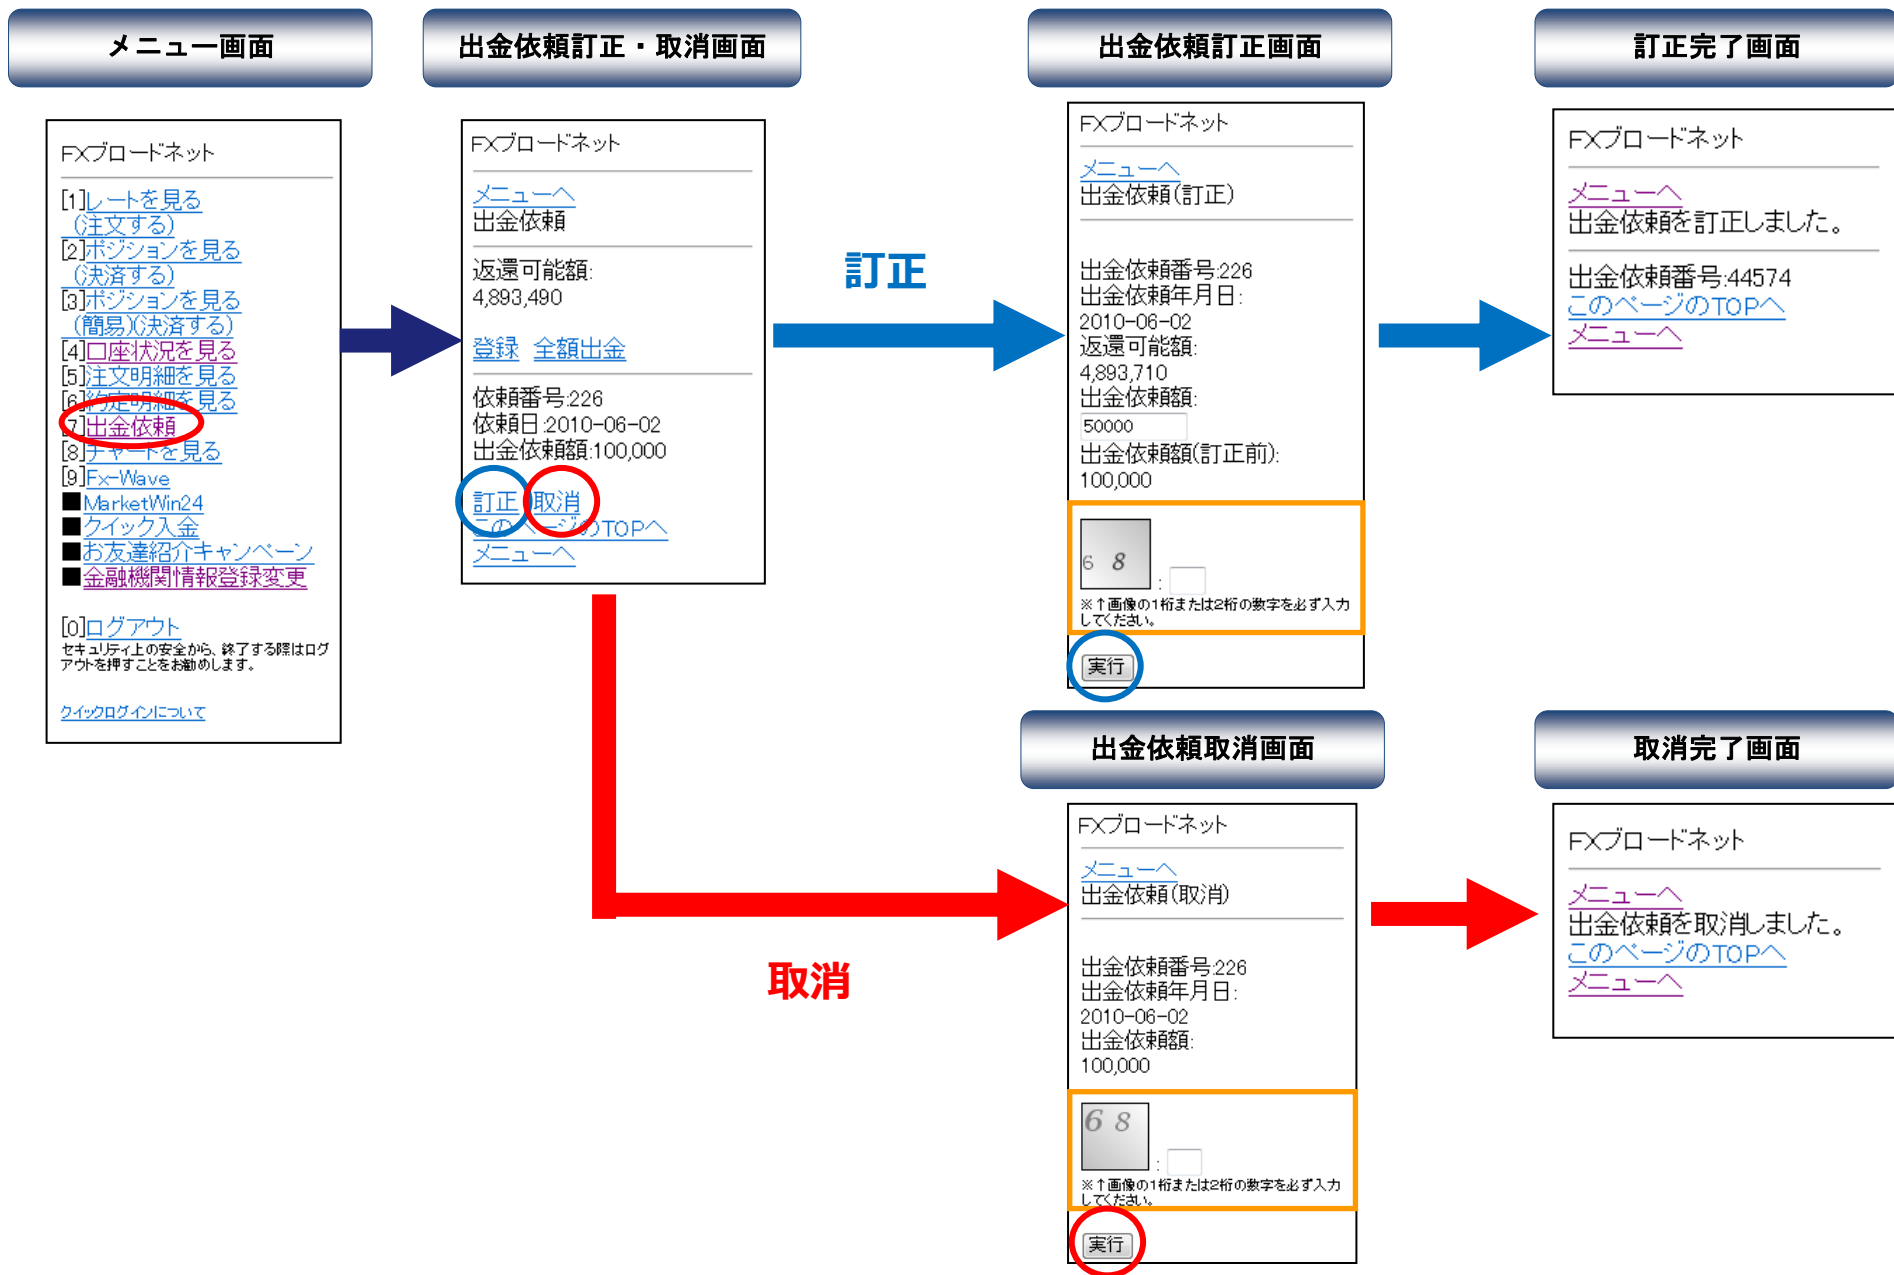 メニュー画面
FXブロードネット
[1]レートを見る
(注文する)
[2]ポジションを見る
(決済する)
[3]ポジションを見る
(簡易)(決済する)
[4]口座状況を見る
[5]注文明細を見る
[6]約定明細を見る
[7]出金依頼
[8]チャートを見る
[9]Fx-Wave
■MarketWin24
■クイック入金
■お友達紹介キャンペーン
■金融機関情報登録変更
[0]ログアウト
セキュリティ上の安全から、終了する際はログ
アウトを押すことをお勧めします。
クイックログインについて
出金依頼訂正・取消画面
FXブロードネット
メニューへ
出金依頼
返還可能額:
4,893,490
登録 全額出金
依頼番号:226
依頼日:2010-06-02
出金依頼額:100,000
訂正 取消
このページのTOPへ
メニューへ
訂正
取消
出金依頼訂正画面
FXブロードネット
メニューへ
出金依頼(訂正)
出金依頼番号:226
出金依頼年月日:
2010-06-02
返還可能額:
4,893,710
出金依頼額:
50000
出金依頼額(訂正前):
100,000
6 8
:
※↑画像の1桁または2桁の数字を必ず入力
してください。
実行
訂正完了画面
FXブロードネット
メニューへ
出金依頼を訂正しました。
出金依頼番号:44574
このページのTOPへ
メニューへ
出金依頼取消画面
FXブロードネット
メニューへ
出金依頼(取消)
出金依頼番号:226
出金依頼年月日:
2010-06-02
出金依頼額:
100,000
6 8
:
※↑画像の1桁または2桁の数字を必ず入力
してください。
実行
取消完了画面
FXブロードネット
メニューへ
出金依頼を取消しました。
このページのTOPへ
メニューへ